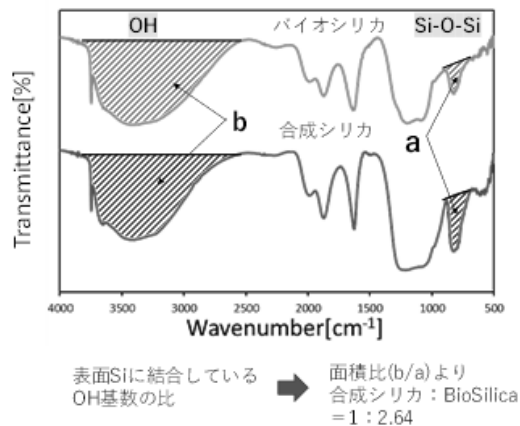 OH
バイオシリカ
Si-O-Si
b
合成シリカ
a
Transmittance[%]
4000 3500 3000 2500 2000 1500 1000 500
Wavenumber[cm⁻¹]
表面Siに結合している
OH基数の比
面積比(b/a)より
合成シリカ：BioSilica
＝1：2.64